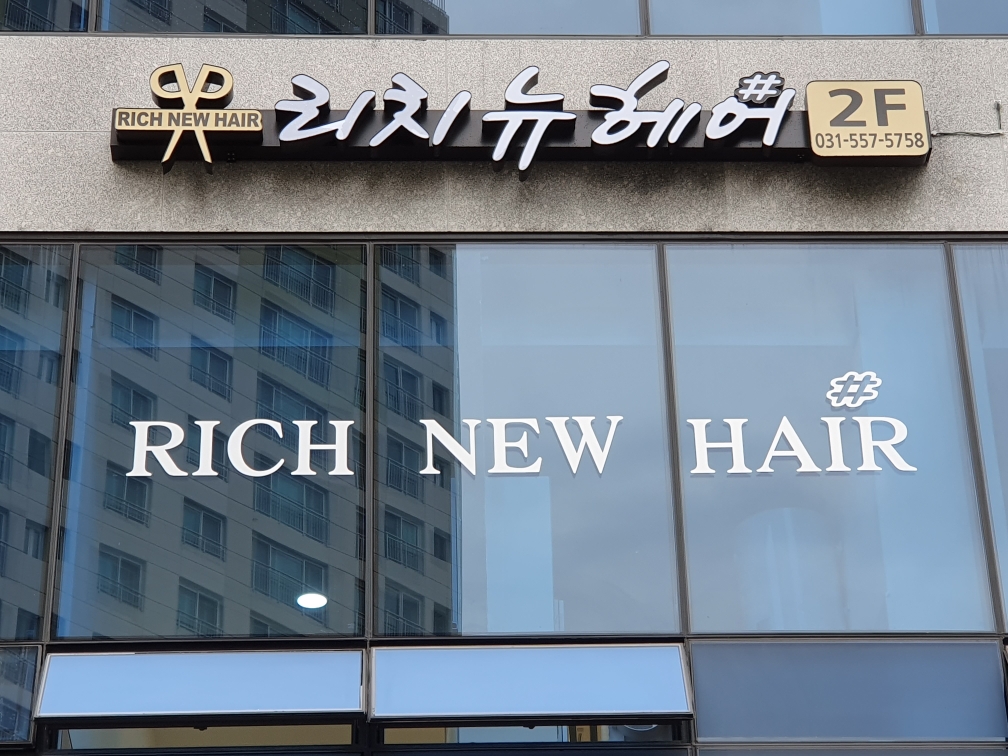 RICH NEW HAIR
리치뉴헤어
#
2F
031-557-5758
RICH NEW HAIR
#